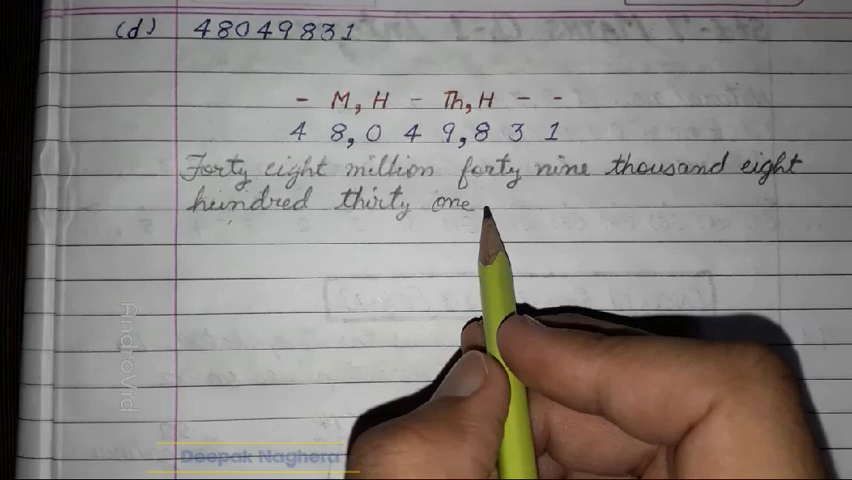 (d) 48049831
- M, H - Th, H - -
4 8, 0 4 9, 8 3 1
Forty eight million forty nine thousand eight
hundred thirty one
AndroVid
Deepak Naghera